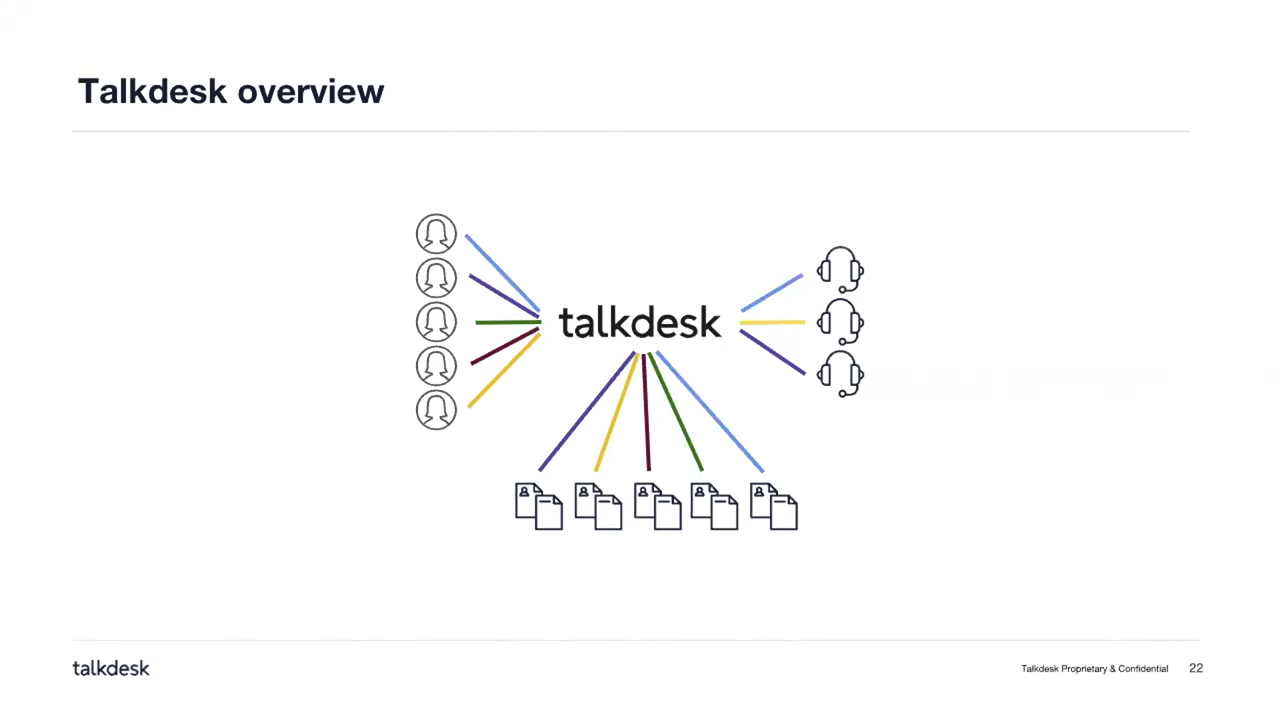 Talkdesk overview
talkdesk
talkdesk
Talkdesk Proprietary & Confidential
22